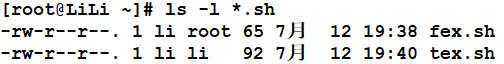 [root@LiLi ~]# ls -l *.sh
-rw-r--r--. 1 li root 65 7月  12 19:38 fex.sh
-rw-r--r--. 1 li li   92 7月  12 19:40 tex.sh